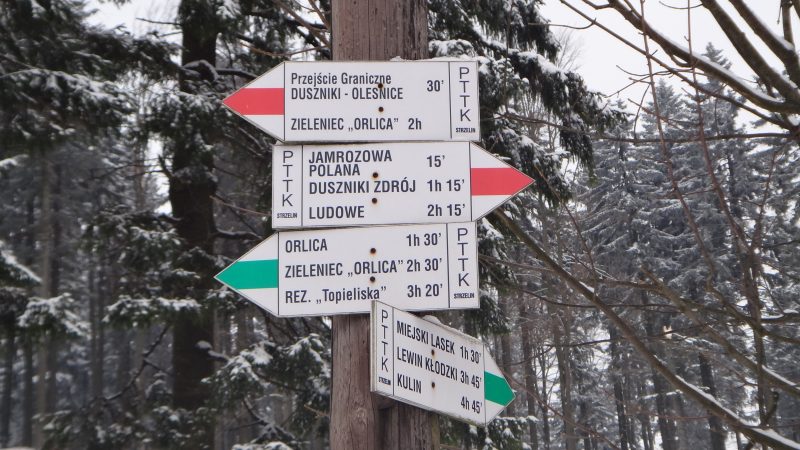 Przejście Graniczne
DUSZNIKI - OLEŚNICE 30'
ZIELENIEC „ORLICA” 2h
PTTK
STRZELIN
PTTK
STRZELIN
JAMROZOWA 15'
POLANA
DUSZNIKI ZDRÓJ 1h 15'
LUDOWE 2h 15'
ORLICA 1h 30'
ZIELENIEC „ORLICA” 2h 30'
REZ. „Topieliska” 3h 20'
PTTK
STRZELIN
PTTK
STRZELIN
MIEJSKI LASEK 1h 30'
LEWIN KŁODZKI 3h 45'
KULIN 4h 45'